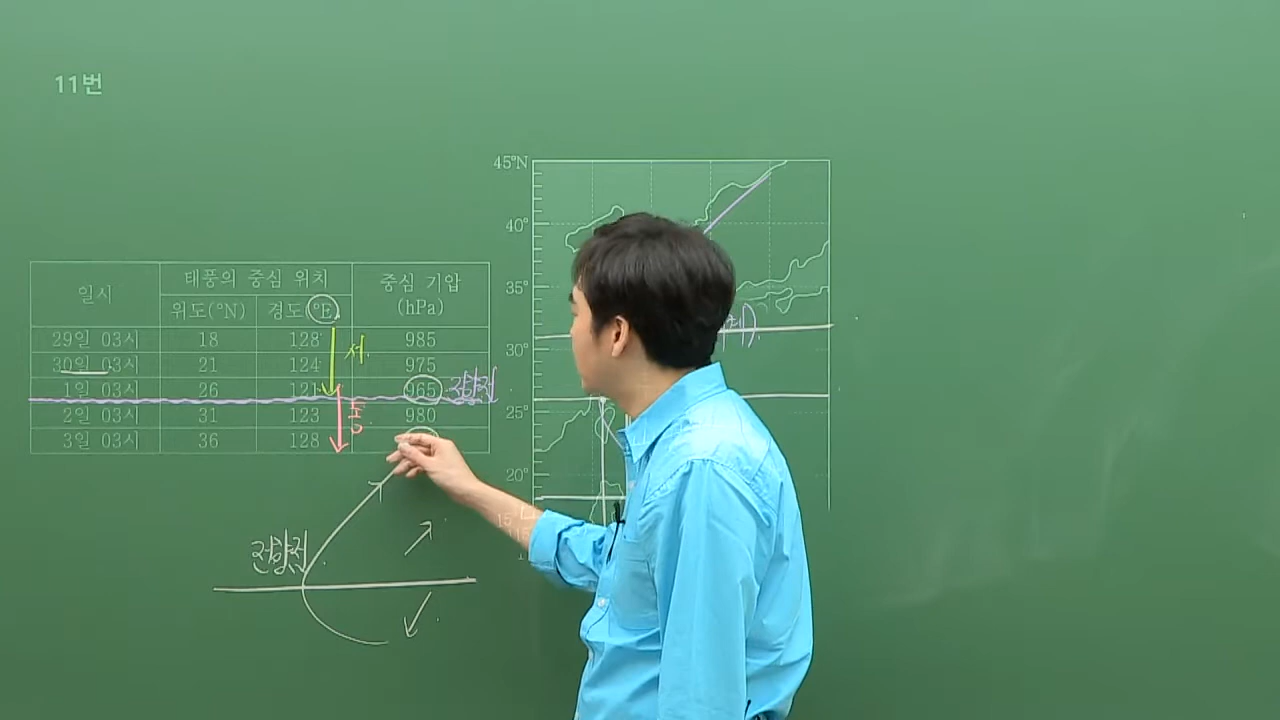 11번
일시
태풍의 중심 위치
중심 기압
(hPa)
위도(°N)
경도(°E)
29일 03시 18 128 985
30일 03시 21 124 975
1일 03시 26 121 965
2일 03시 31 123 980
3일 03시 36 128
서
동
전향점
전향점
45°N
40°
35°
30°
25°
20°